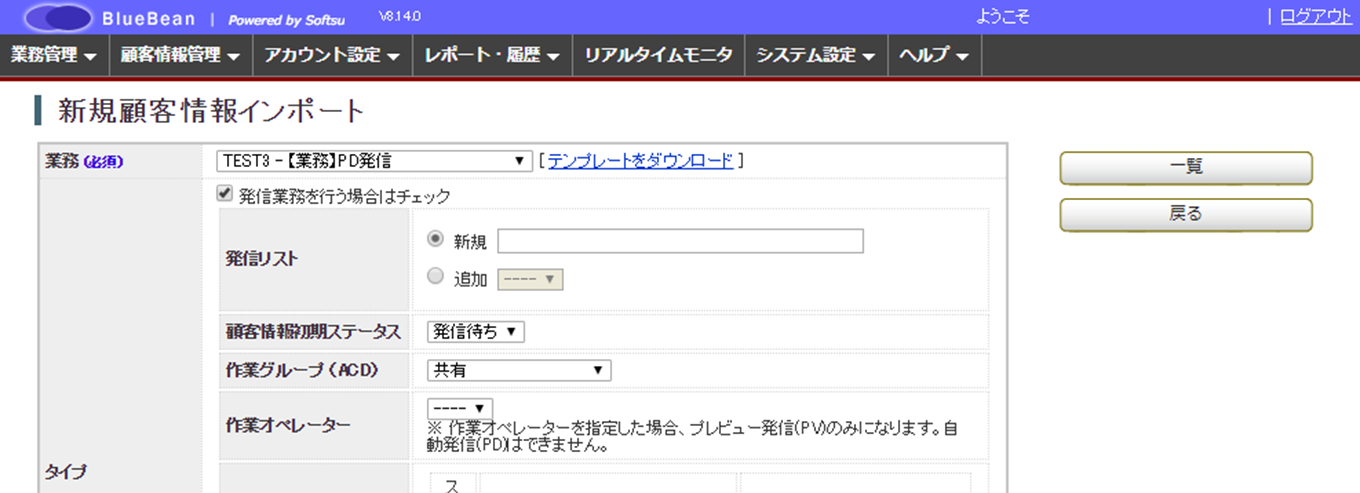 BlueBean | Powered by Softsu V8.14.0 ようこそ | ログアウト
業務管理 顧客情報管理 アカウント設定 レポート・履歴 リアルタイムモニタ システム設定 ヘルプ
新規顧客情報インポート
業務(必須) TEST3 - 【業務】PD発信 [テンプレートをダウンロード]
一覧
発信業務を行う場合はチェック
戻る
発信リスト
新規
追加 ----
顧客情報初期ステータス 発信待ち
作業グループ(ACD) 共有
作業オペレーター
----
※ 作業オペレーターを指定した場合、プレビュー発信(PV)のみになります。自
動発信(PD)はできません。
タイプ
ス